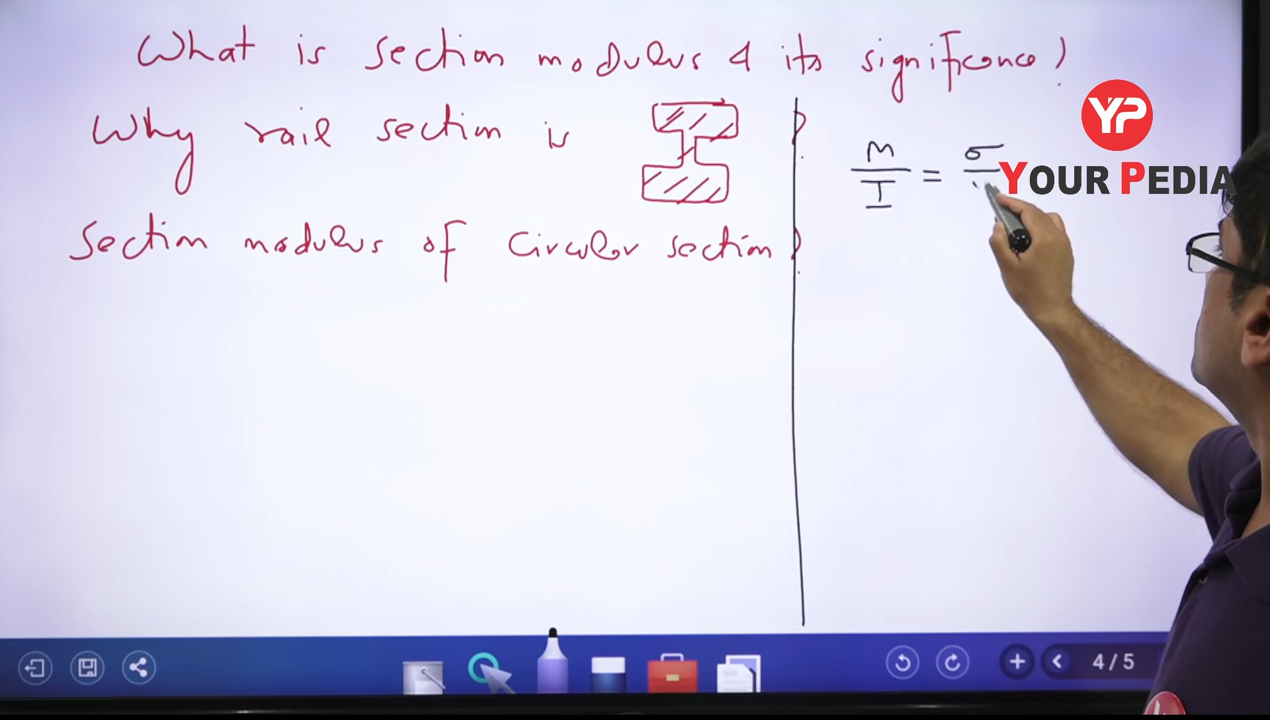 What is section modulus & its significance?
Why rail section is ?
Section modulus of Circular section?
M/I = σ/
YP
YOUR PEDIA
4/5